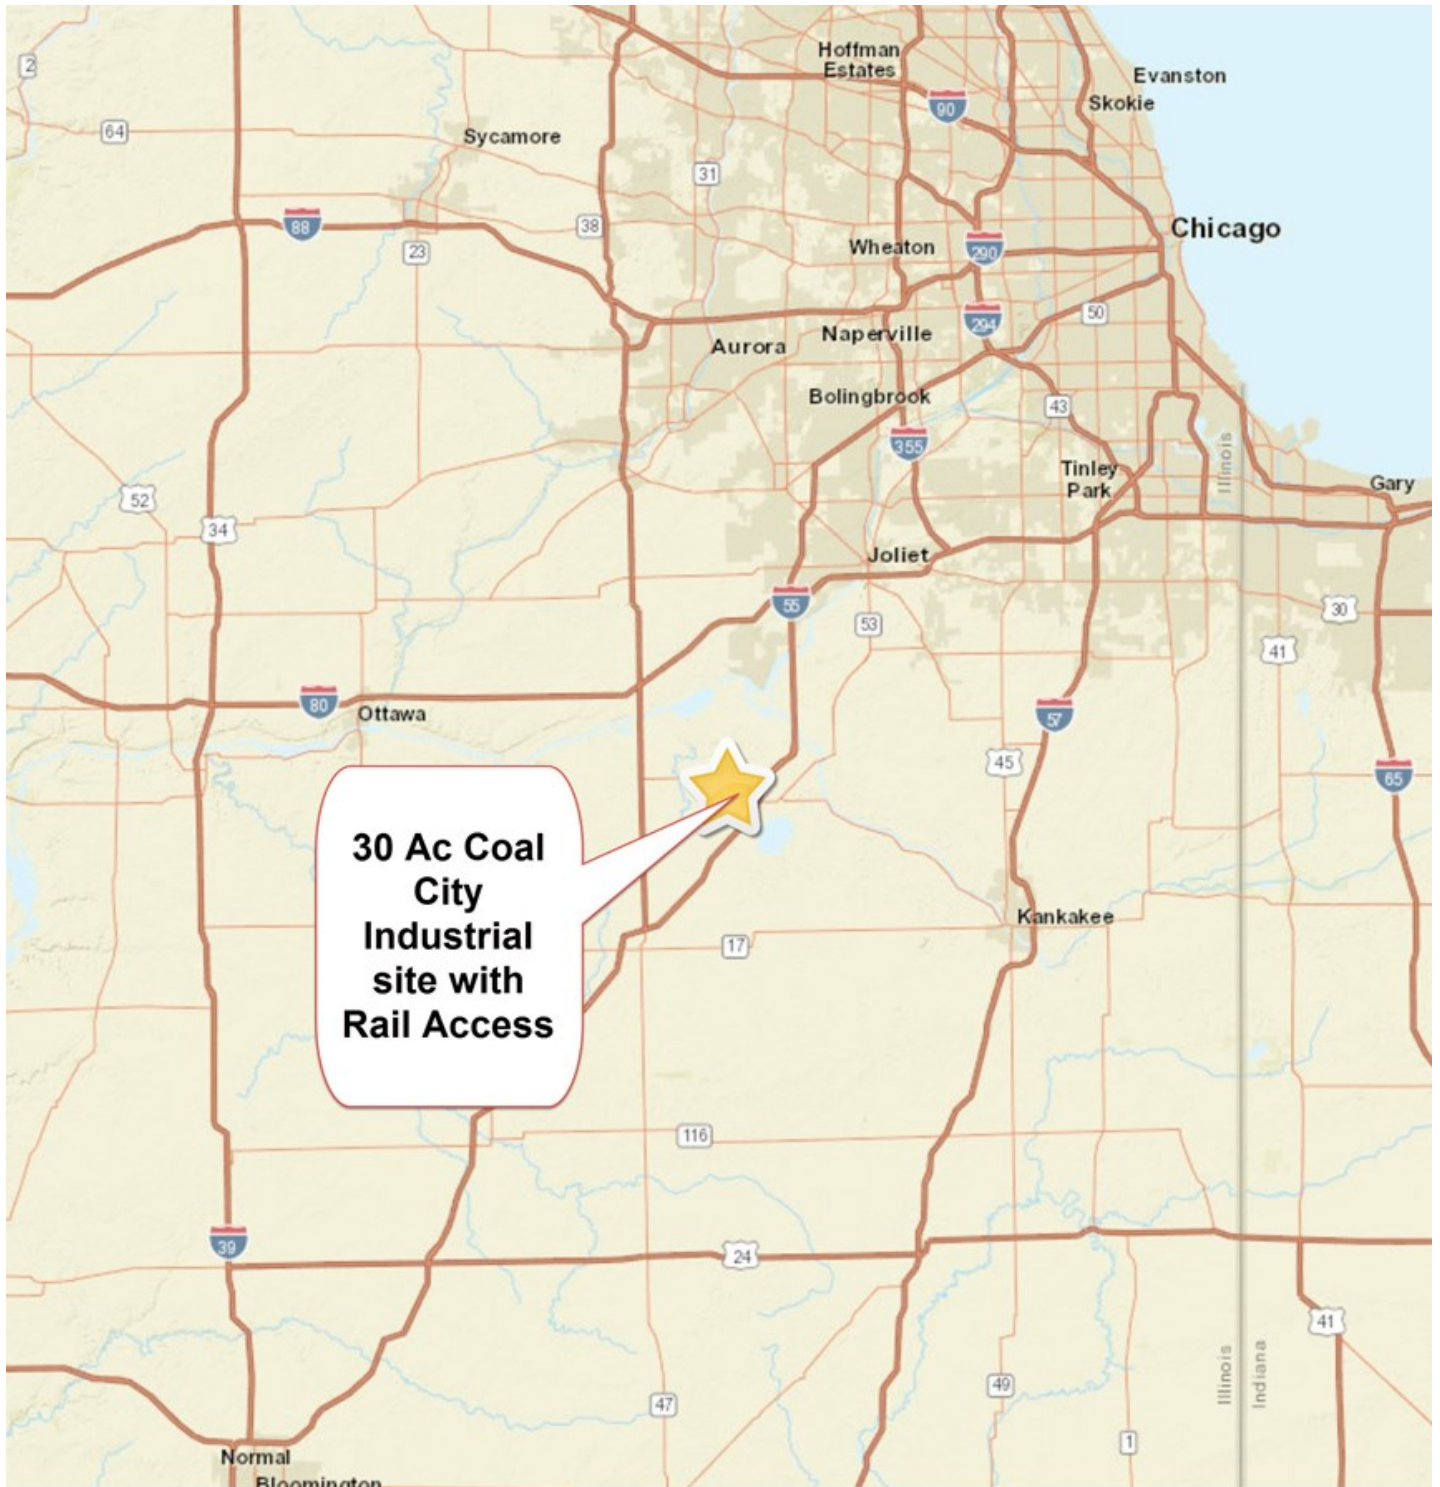 Hoffman
Estates
Evanston
2
90
Skokie
64
Sycamore
31
88
38
Chicago
23
Wheaton
290
50
294
Naperville
Aurora
Bolingbrook
43
355
Illinois
Tinley
Park
Gary
52
34
Joliet
55
30
53
41
80
Ottawa
57
45
65
30 Ac Coal
City
Industrial
site with
Rail Access
Kankakee
17
116
39
24
41
Illinois
Indiana
49
47
1
Normal
Bloomington